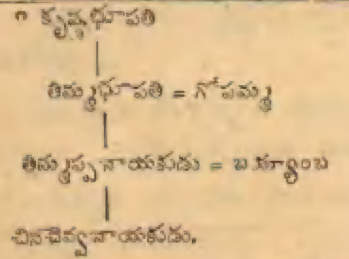 ౧ కృష్ణభూపతి
తిమ్మభూపతి = గోపమ్మ
తిమ్మప్పనాయకుడు = బయ్యాంబ
చినచెవ్వనాయకుడు.